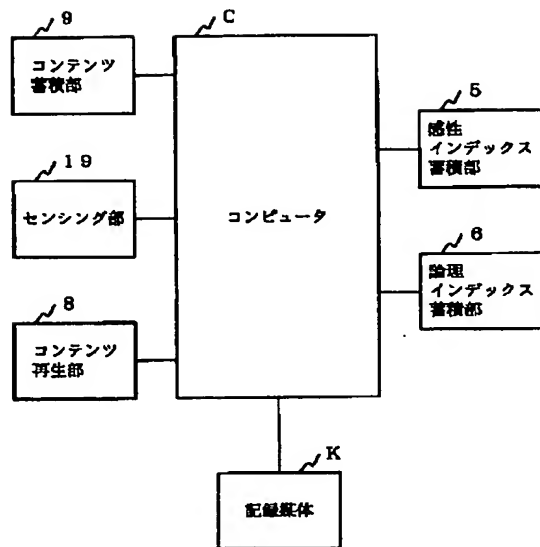 9
コンテンツ
蓄積部
C
コンピュータ
5
感性
インデックス
蓄積部
19
センシング部
6
論理
インデックス
蓄積部
8
コンテンツ
再生部
K
記録媒体